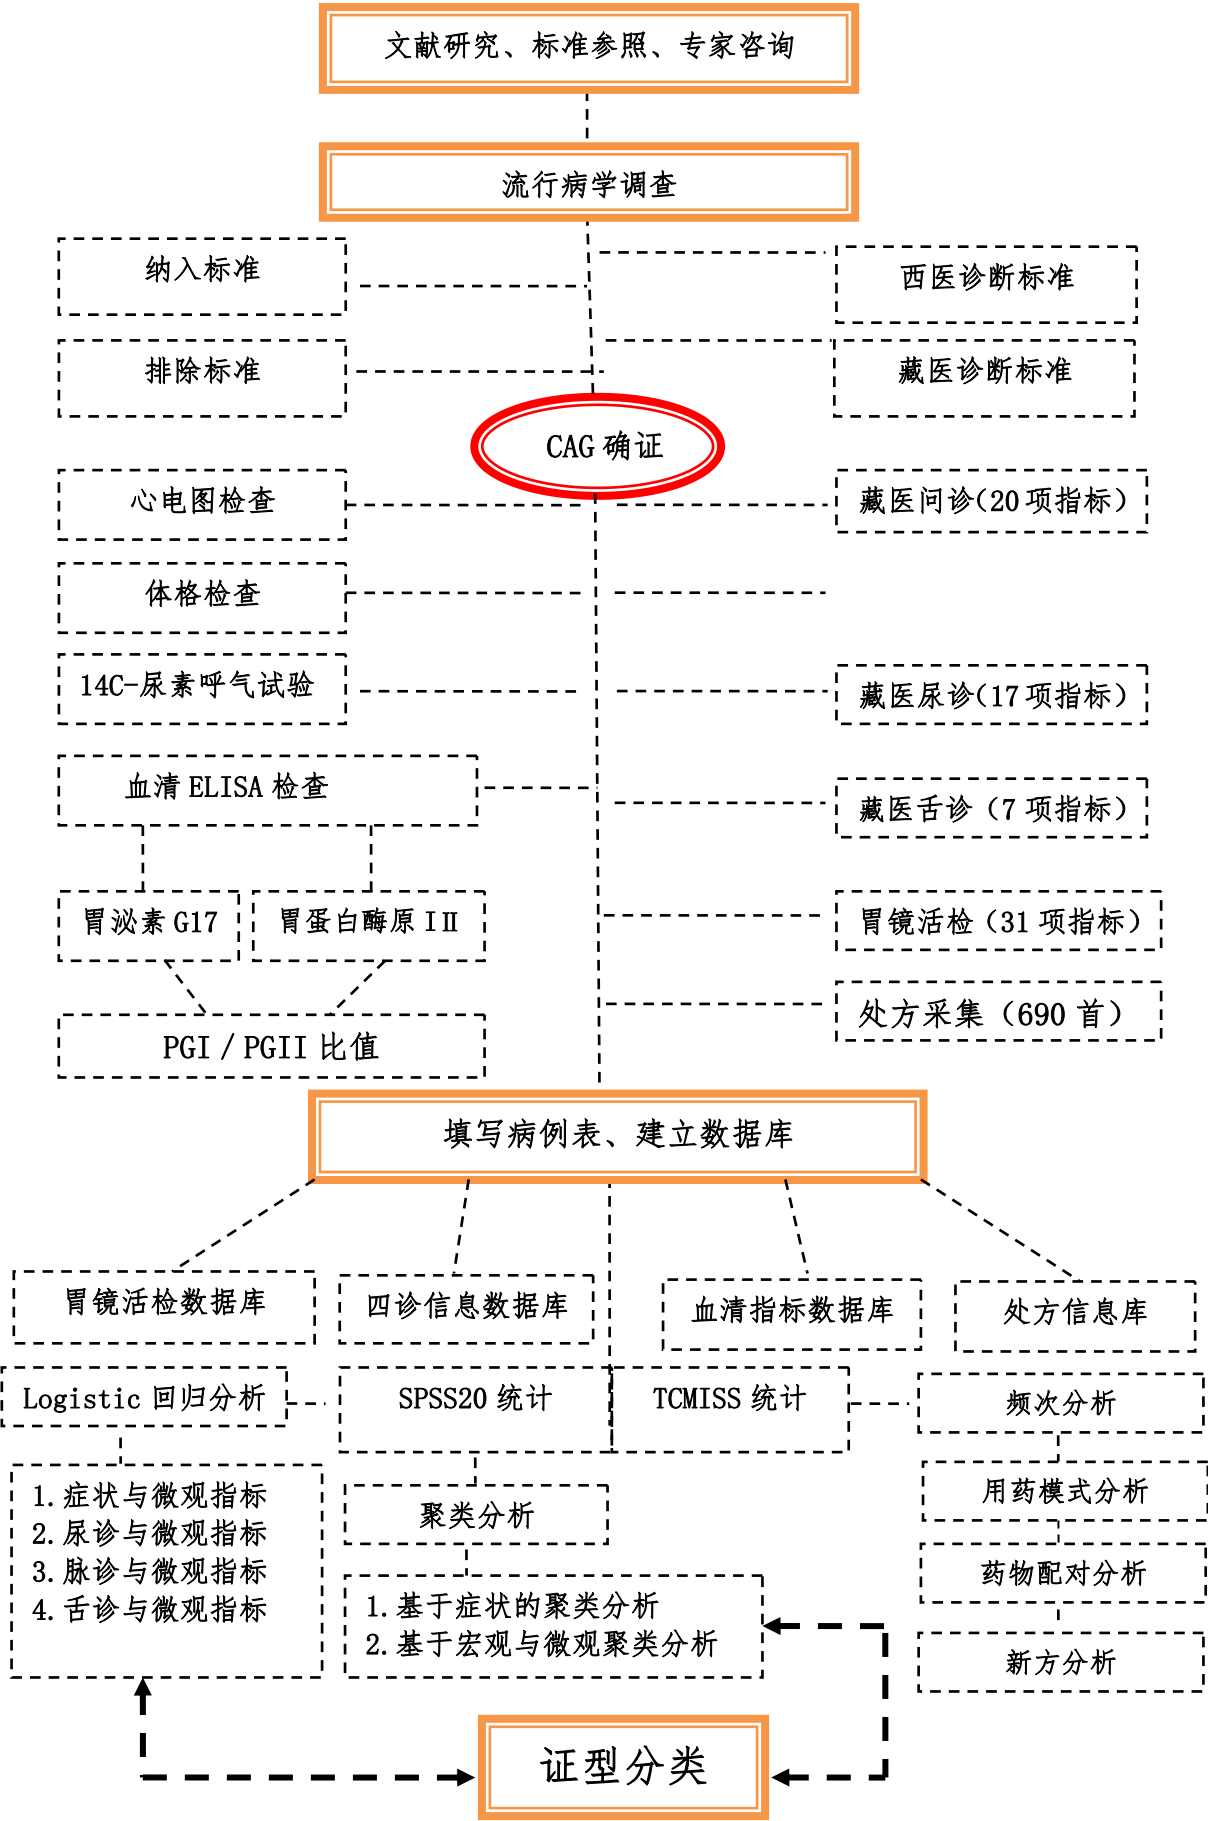 文献研究、标准参照、专家咨询
流行病学调查
纳入标准
西医诊断标准
排除标准
藏医诊断标准
CAG 确证
心电图检查
藏医问诊(20 项指标)
体格检查
14C-尿素呼气试验
藏医尿诊(17 项指标)
血清 ELISA 检查
藏医舌诊（7 项指标）
胃泌素 G17
胃蛋白酶原 I II
胃镜活检（31 项指标）
处方采集（690 首）
PGI / PGII 比值
填写病例表、建立数据库
胃镜活检数据库
四诊信息数据库
血清指标数据库
处方信息库
Logistic 回归分析
SPSS20 统计
TCMISS 统计
频次分析
1.症状与微观指标
2.尿诊与微观指标
3.脉诊与微观指标
4.舌诊与微观指标
聚类分析
用药模式分析
药物配对分析
1.基于症状的聚类分析
2.基于宏观与微观聚类分析
新方分析
证型分类